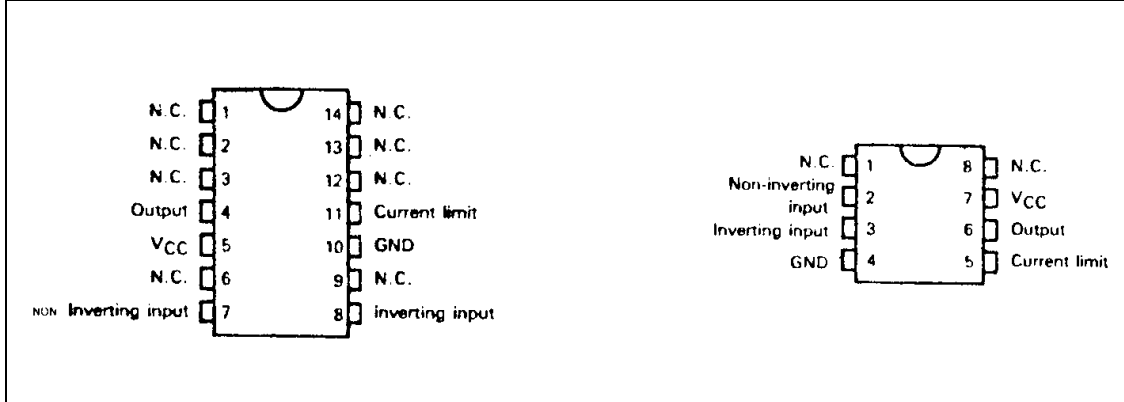 N.C. 1 14 N.C.
N.C. 2 13 N.C.
N.C. 3 12 N.C.
Output 4 11 Current limit
VCC 5 10 GND
N.C. 6 9 N.C.
NON Inverting input 7 8 inverting input
N.C. 1 8 N.C.
Non-inverting
input 2 7 VCC
Inverting input 3 6 Output
GND 4 5 Current limit